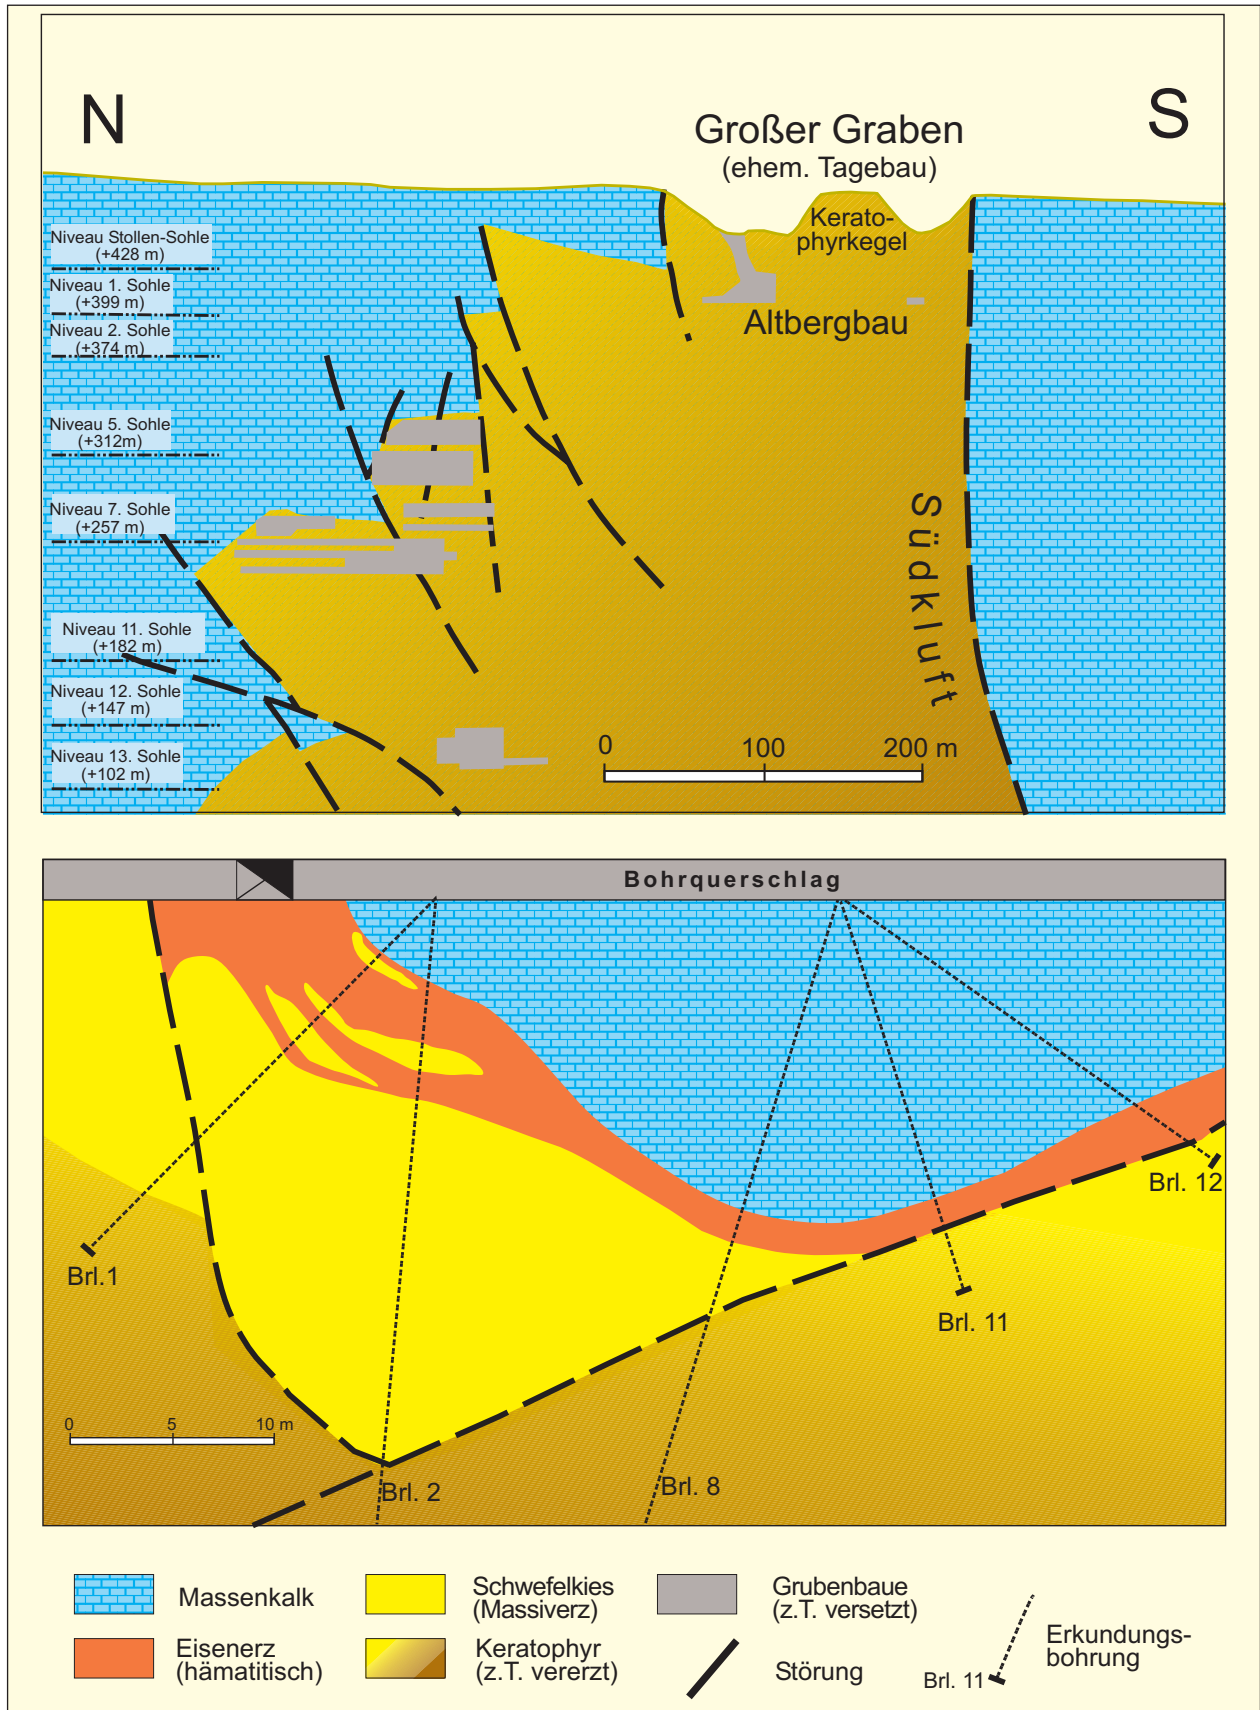 N
S
Großer Graben
(ehem. Tagebau)
Kerato-
phyrkegel
Altbergbau
Niveau Stollen-Sohle
(+428 m)
Niveau 1. Sohle
(+399 m)
Niveau 2. Sohle
(+374 m)
Niveau 5. Sohle
(+312m)
Niveau 7. Sohle
(+257 m)
Niveau 11. Sohle
(+182 m)
Niveau 12. Sohle
(+147 m)
Niveau 13. Sohle
(+102 m)
Südkluft
0 100 200 m
Bohrquerschlag
Brl.1
Brl. 2
Brl. 8
Brl. 11
Brl. 12
0 5 10 m
Massenkalk
Schwefelkies
(Massiverz)
Grubenbaue
(z.T. versetzt)
Eisenerz
(hämatitisch)
Keratophyr
(z.T. vererzt)
Störung
Brl. 11
Erkundungs-
bohrung